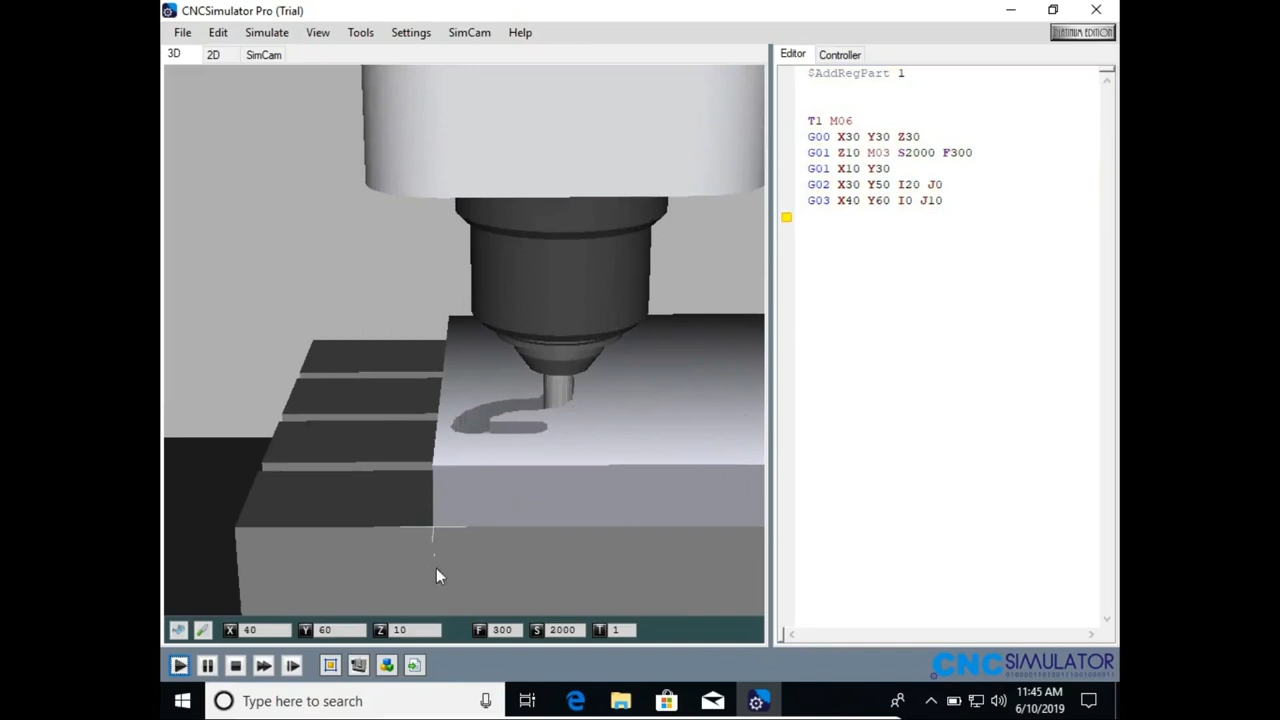 CNCSimulator Pro (Trial)
File Edit Simulate View Tools Settings SimCam Help
PLATINUM EDITION
3D 2D SimCam
Editor Controller
$AddRegPart 1
T1 M06
G00 X30 Y30 Z30
G01 Z10 M03 S2000 F300
G01 X10 Y30
G02 X30 Y50 I20 J0
G03 X40 Y60 I0 J10
X 40 Y 60 Z 10 F 300 S 2000 T 1
CNCSIMULATOR
Type here to search
11:45 AM
6/10/2019